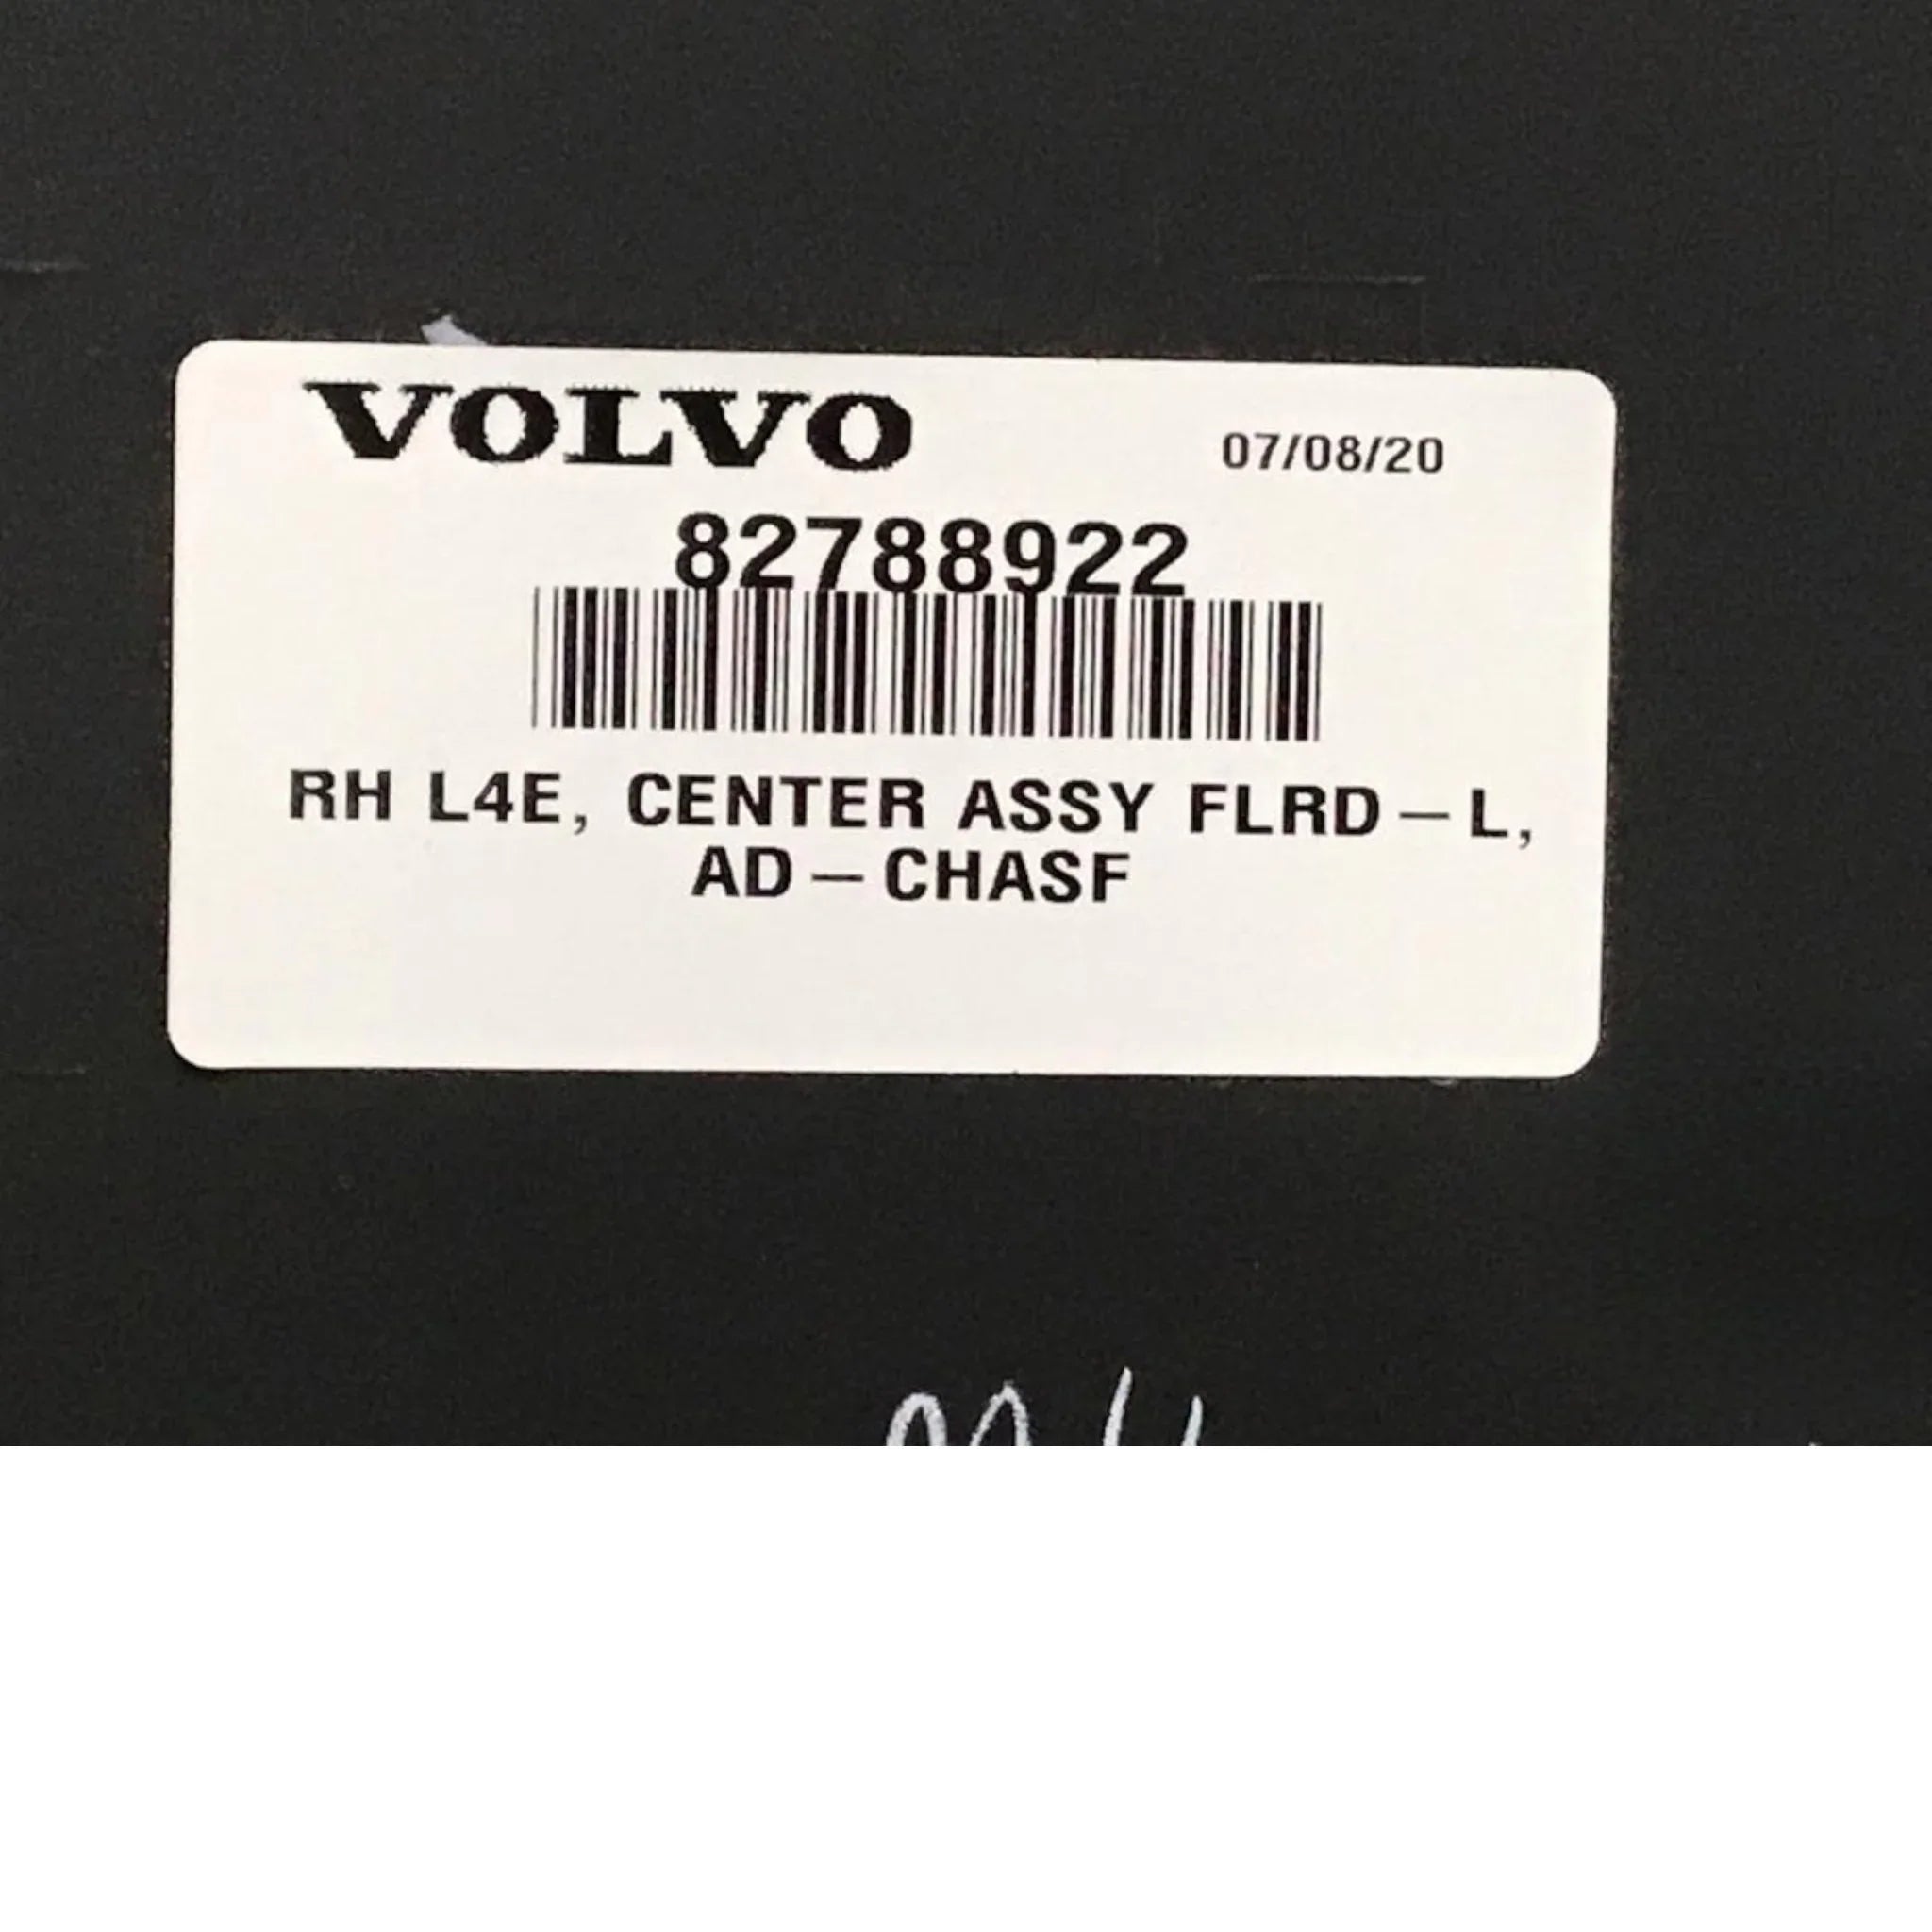 VOLVO 07/08/20
82788922
RH L4E, CENTER ASSY FLRD-L,
AD-CHASF